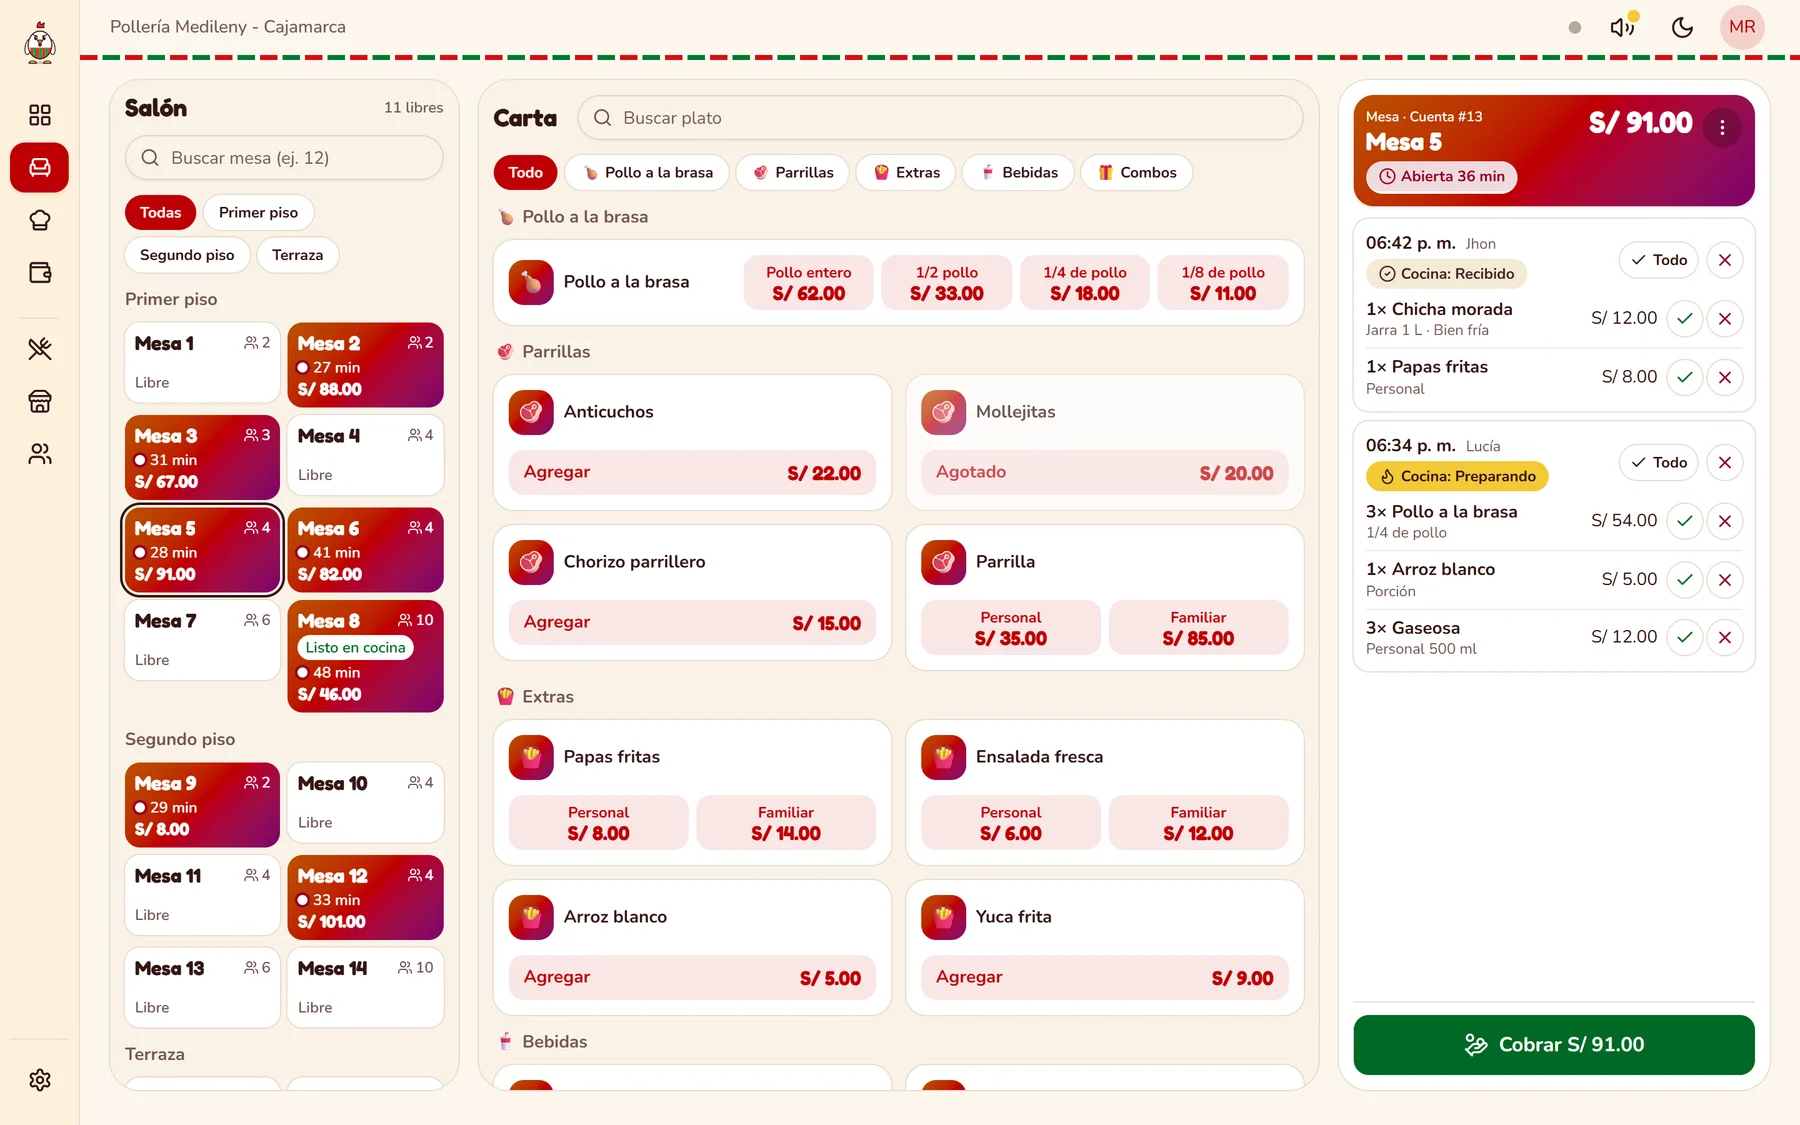 Pollería Medileny - Cajamarca
MR
Salón
11 libres
Buscar mesa (ej. 12)
Todas
Primer piso
Segundo piso
Terraza
Primer piso
Mesa 1
2
Libre
Mesa 2
2
27 min
S/ 88.00
Mesa 3
3
31 min
S/ 67.00
Mesa 4
4
Libre
Mesa 5
4
28 min
S/ 91.00
Mesa 6
4
41 min
S/ 82.00
Mesa 7
6
Libre
Mesa 8
10
Listo en cocina
48 min
S/ 46.00
Segundo piso
Mesa 9
2
29 min
S/ 8.00
Mesa 10
4
Libre
Mesa 11
4
Libre
Mesa 12
4
33 min
S/ 101.00
Mesa 13
6
Libre
Mesa 14
10
Libre
Terraza
Carta
Buscar plato
Todo
Pollo a la brasa
Parrillas
Extras
Bebidas
Combos
Pollo a la brasa
Pollo a la brasa
Pollo entero
S/ 62.00
1/2 pollo
S/ 33.00
1/4 de pollo
S/ 18.00
1/8 de pollo
S/ 11.00
Parrillas
Anticuchos
Agregar
S/ 22.00
Mollejitas
Agotado
S/ 20.00
Chorizo parrillero
Agregar
S/ 15.00
Parrilla
Personal
S/ 35.00
Familiar
S/ 85.00
Extras
Papas fritas
Personal
S/ 8.00
Familiar
S/ 14.00
Ensalada fresca
Personal
S/ 6.00
Familiar
S/ 12.00
Arroz blanco
Agregar
S/ 5.00
Yuca frita
Agregar
S/ 9.00
Bebidas
Mesa · Cuenta #13
S/ 91.00
Mesa 5
Abierta 36 min
06:42 p. m. Jhon
Cocina: Recibido
Todo
1× Chicha morada
Jarra 1 L · Bien fría
S/ 12.00
1× Papas fritas
Personal
S/ 8.00
06:34 p. m. Lucía
Cocina: Preparando
Todo
3× Pollo a la brasa
1/4 de pollo
S/ 54.00
1× Arroz blanco
Porción
S/ 5.00
3× Gaseosa
Personal 500 ml
S/ 12.00
Cobrar S/ 91.00